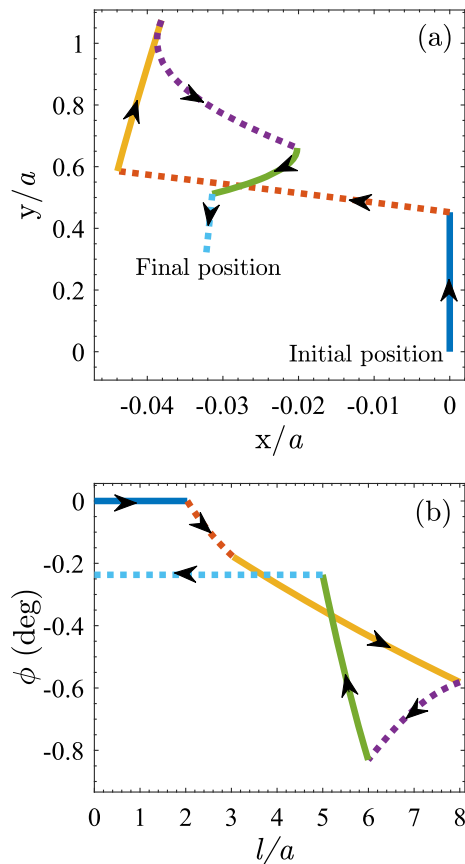 (a)
1
0.8
0.6
0.4
0.2
0
y/a
Final position
Initial position
-0.04 -0.03 -0.02 -0.01 0
x/a
(b)
0
-0.2
-0.4
-0.6
-0.8
ϕ (deg)
0 1 2 3 4 5 6 7 8
l/a